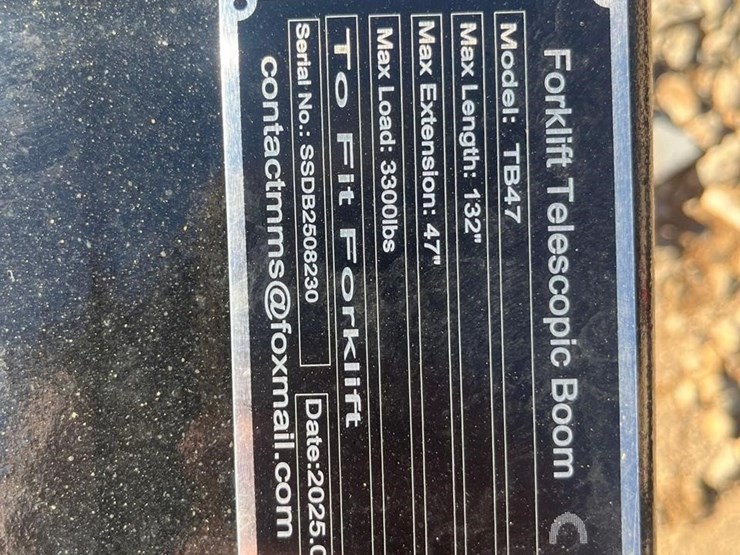 Forklift Telescopic Boom
Model: TB47
Max Length: 132"
Max Extension: 47"
Max Load: 3300lbs
To Fit Forklift
Serial No.: SSDB2508230 Date:2025.0
contactmms@foxmail.com